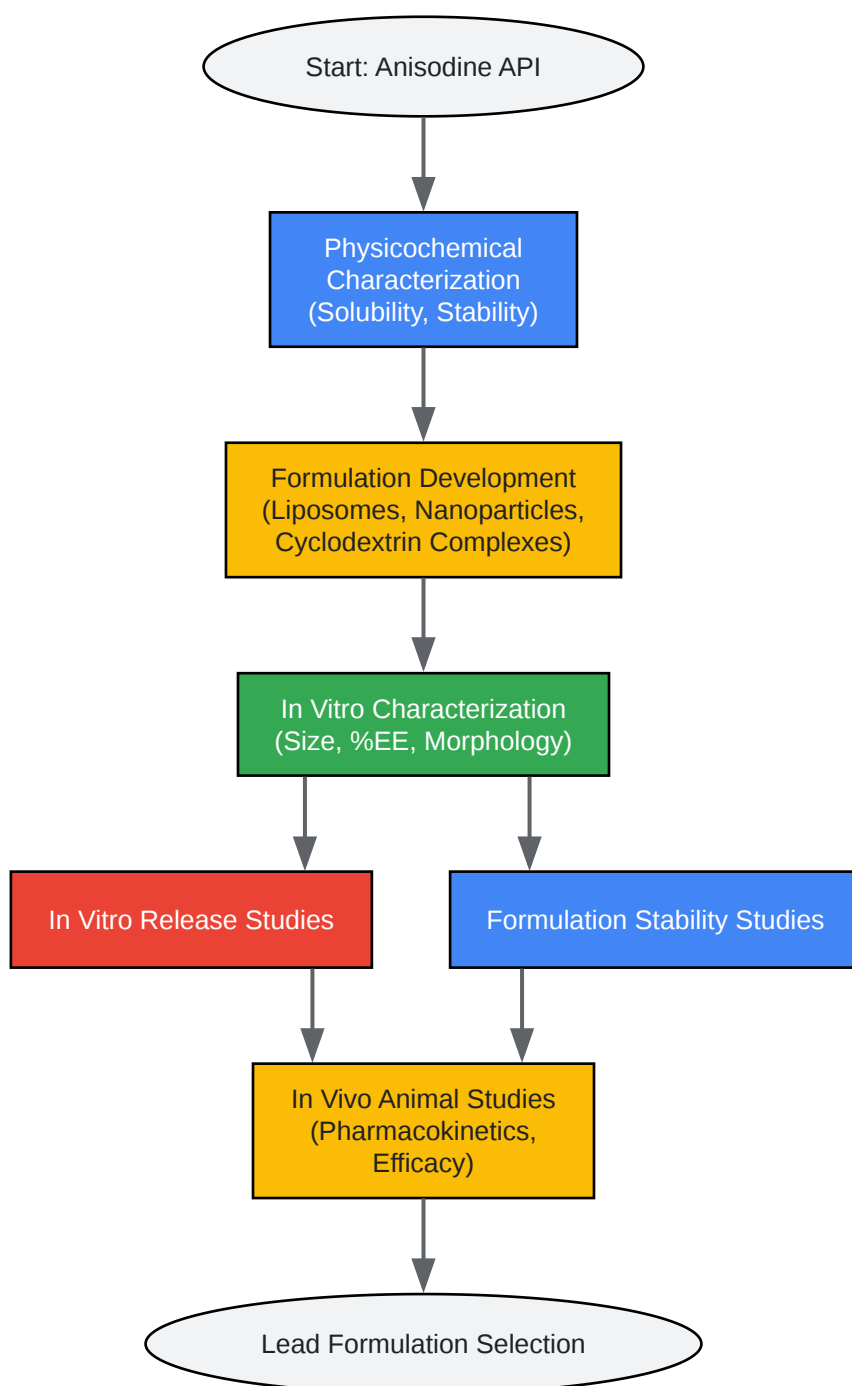 Start: Anisodine API
Physicochemical
Characterization
(Solubility, Stability)
Formulation Development
(Liposomes, Nanoparticles,
Cyclodextrin Complexes)
In Vitro Characterization
(Size, %EE, Morphology)
In Vitro Release Studies
Formulation Stability Studies
In Vivo Animal Studies
(Pharmacokinetics,
Efficacy)
Lead Formulation Selection